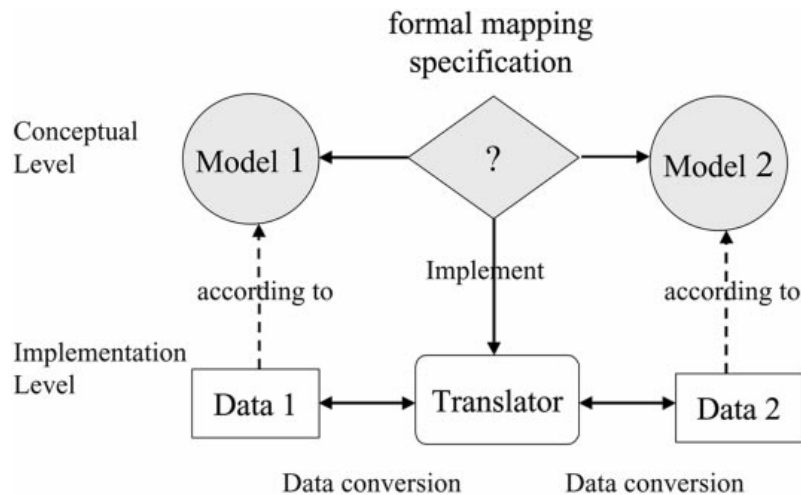 formal mapping
specification
Conceptual
Level
Model 1
?
Model 2
Implement
according to
according to
Implementation
Level
Data 1
Translator
Data 2
Data conversion
Data conversion